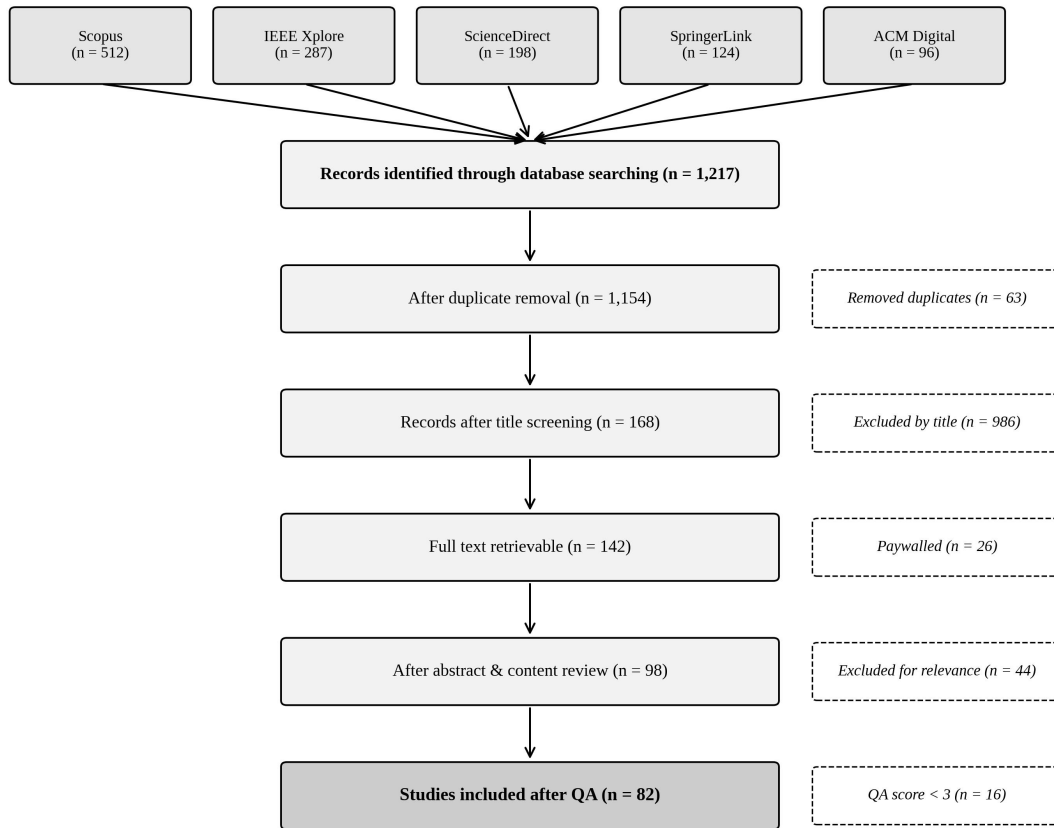 Scopus
(n = 512)
IEEE Xplore
(n = 287)
ScienceDirect
(n = 198)
SpringerLink
(n = 124)
ACM Digital
(n = 96)
Records identified through database searching (n = 1,217)
After duplicate removal (n = 1,154)
Removed duplicates (n = 63)
Records after title screening (n = 168)
Excluded by title (n = 986)
Full text retrievable (n = 142)
Paywalled (n = 26)
After abstract & content review (n = 98)
Excluded for relevance (n = 44)
Studies included after QA (n = 82)
QA score < 3 (n = 16)